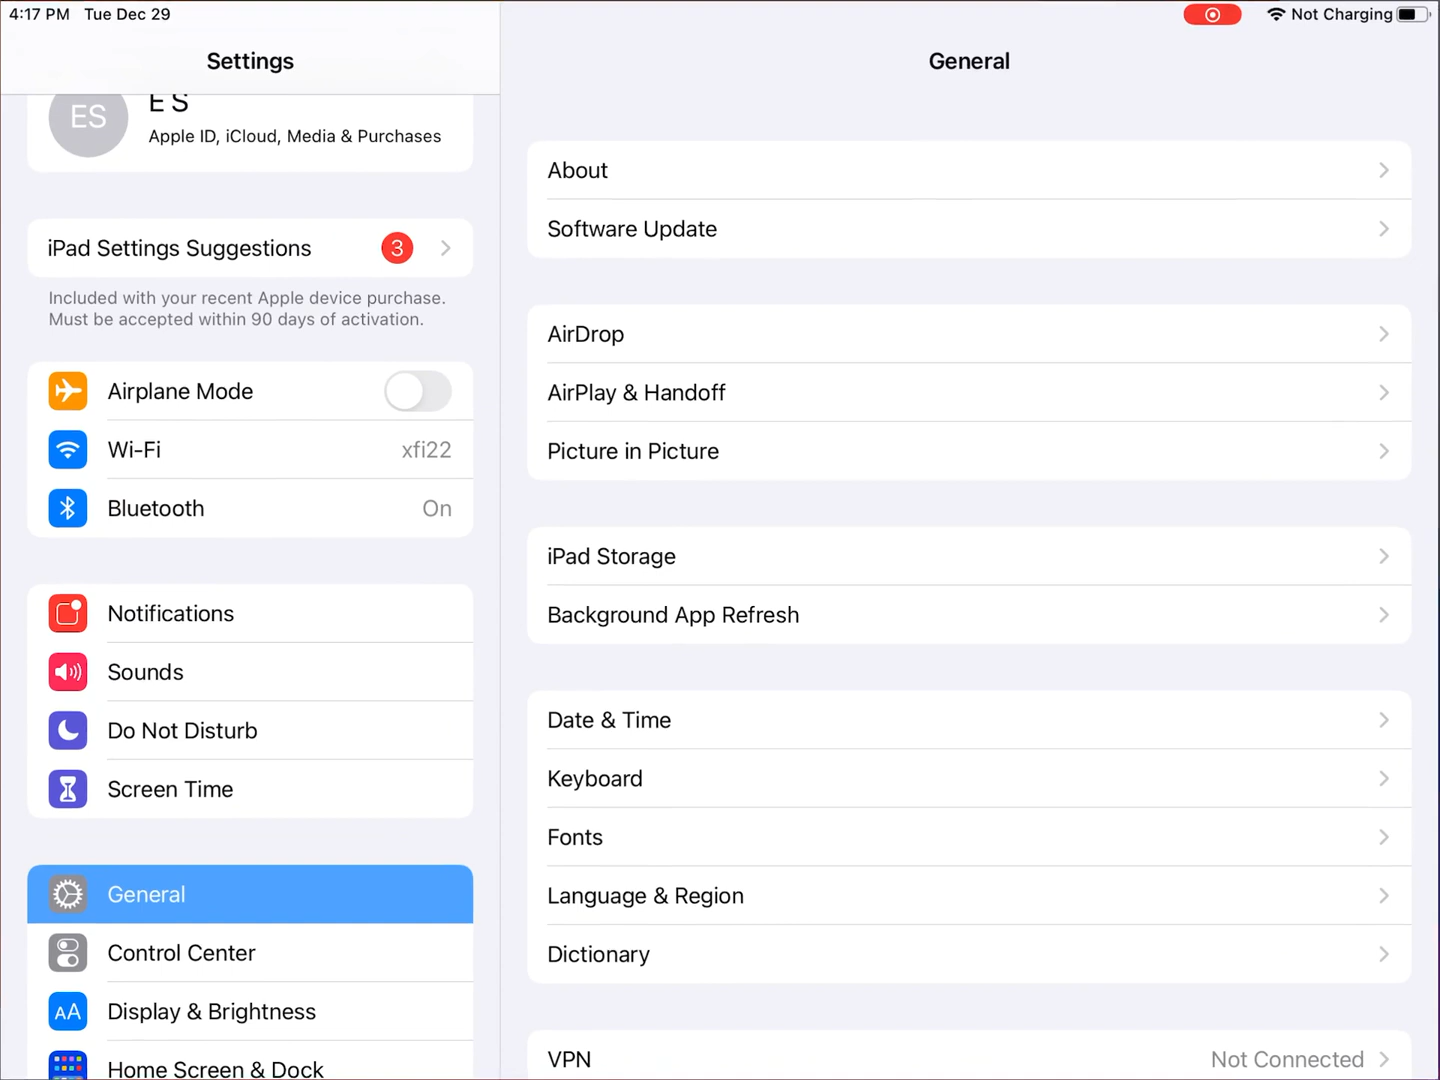 4:17 PM Tue Dec 29
Not Charging
Settings
General
ES
E S
Apple ID, iCloud, Media & Purchases
iPad Settings Suggestions 3
Included with your recent Apple device purchase.
Must be accepted within 90 days of activation.
Airplane Mode
Wi-Fi xfi22
Bluetooth On
Notifications
Sounds
Do Not Disturb
Screen Time
General
Control Center
AA Display & Brightness
Home Screen & Dock
About
Software Update
AirDrop
AirPlay & Handoff
Picture in Picture
iPad Storage
Background App Refresh
Date & Time
Keyboard
Fonts
Language & Region
Dictionary
VPN Not Connected